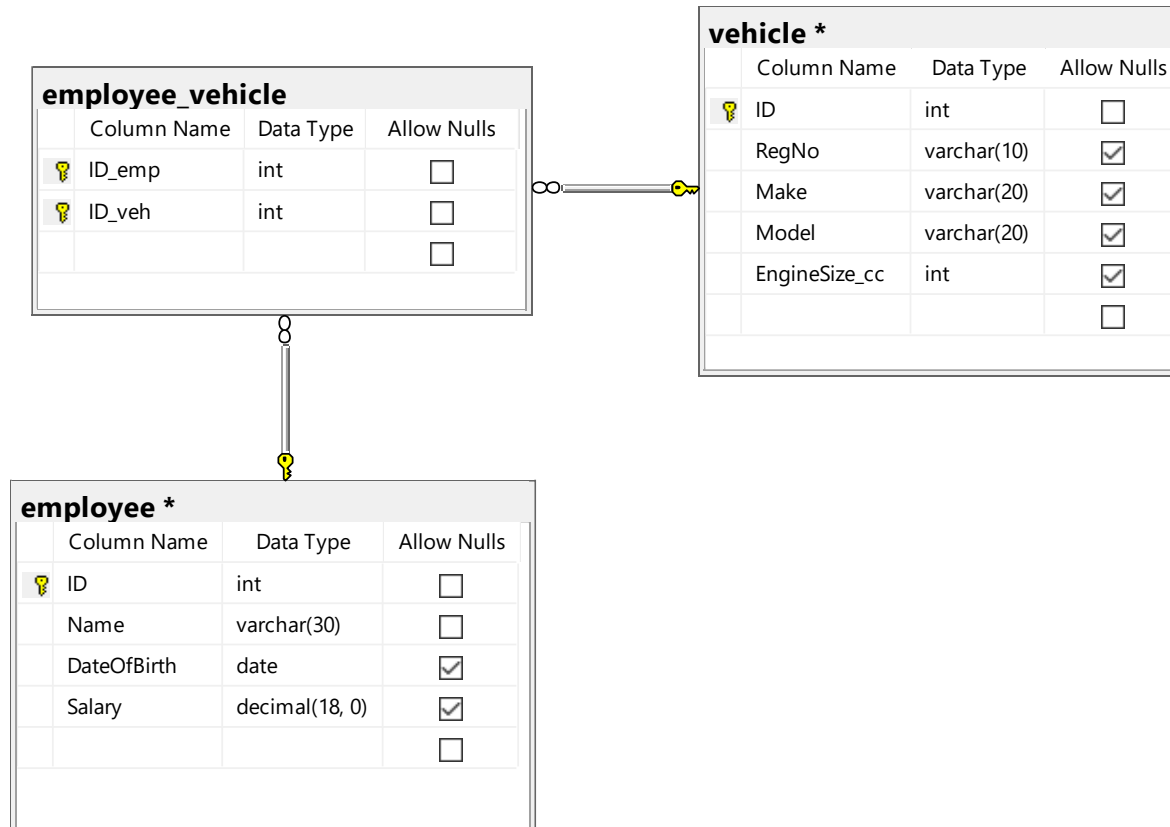 employee_vehicle
Column Name Data Type Allow Nulls
ID_emp int
ID_veh int
vehicle *
Column Name Data Type Allow Nulls
ID int
RegNo varchar(10)
Make varchar(20)
Model varchar(20)
EngineSize_cc int
employee *
Column Name Data Type Allow Nulls
ID int
Name varchar(30)
DateOfBirth date
Salary decimal(18, 0)